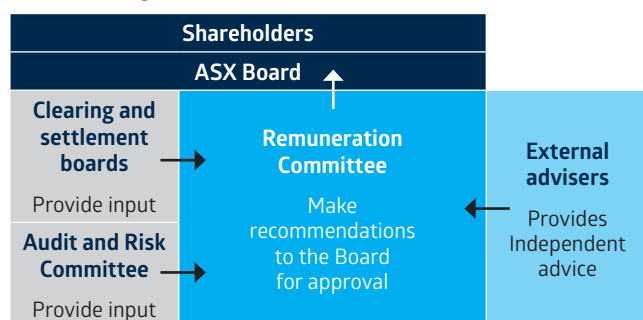 Shareholders
ASX Board
Clearing and
settlement
boards
Provide input
Audit and Risk
Committee
Provide input
Remuneration
Committee
Make
recommendations
to the Board
for approval
External
advisers
Provides
Independent
advice